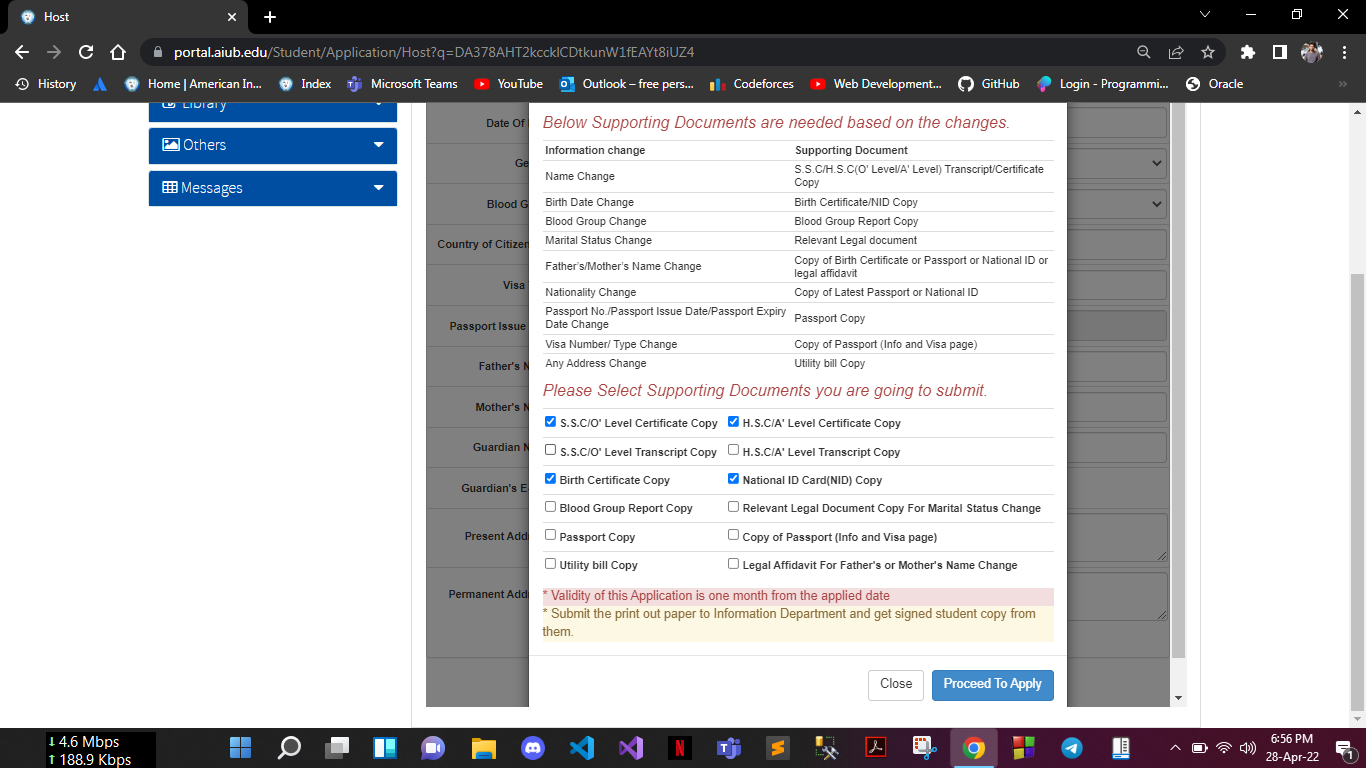 Host
portal.aiub.edu/Student/Application/Host?q=DA378AHT2kccklCDtkunW1fEAYt8iUZ4
History
Home | American In...
Index
Microsoft Teams
YouTube
Outlook – free pers...
Codeforces
Web Development...
GitHub
Login - Programmi...
Oracle
»
Library
Others
Messages
Date Of
Ge
Blood G
Country of Citizen
Visa
Passport Issue
Father's N
Mother's N
Guardian N
Guardian's E
Present Add
Permanent Add
Below Supporting Documents are needed based on the changes.
Information change Supporting Document
Name Change S.S.C/H.S.C(O' Level/A' Level) Transcript/Certificate
Copy
Birth Date Change Birth Certificate/NID Copy
Blood Group Change Blood Group Report Copy
Marital Status Change Relevant Legal document
Father's/Mother's Name Change Copy of Birth Certificate or Passport or National ID or
legal affidavit
Nationality Change Copy of Latest Passport or National ID
Passport No./Passport Issue Date/Passport Expiry
Date Change Passport Copy
Visa Number/ Type Change Copy of Passport (Info and Visa page)
Any Address Change Utility bill Copy
Please Select Supporting Documents you are going to submit.
S.S.C/O' Level Certificate Copy H.S.C/A' Level Certificate Copy
S.S.C/O' Level Transcript Copy H.S.C/A' Level Transcript Copy
Birth Certificate Copy National ID Card(NID) Copy
Blood Group Report Copy Relevant Legal Document Copy For Marital Status Change
Passport Copy Copy of Passport (Info and Visa page)
Utility bill Copy Legal Affidavit For Father's or Mother's Name Change
* Validity of this Application is one month from the applied date
* Submit the print out paper to Information Department and get signed student copy from
them.
Close Proceed To Apply
4.6 Mbps
188.9 Kbps
6:56 PM
28-Apr-22
1